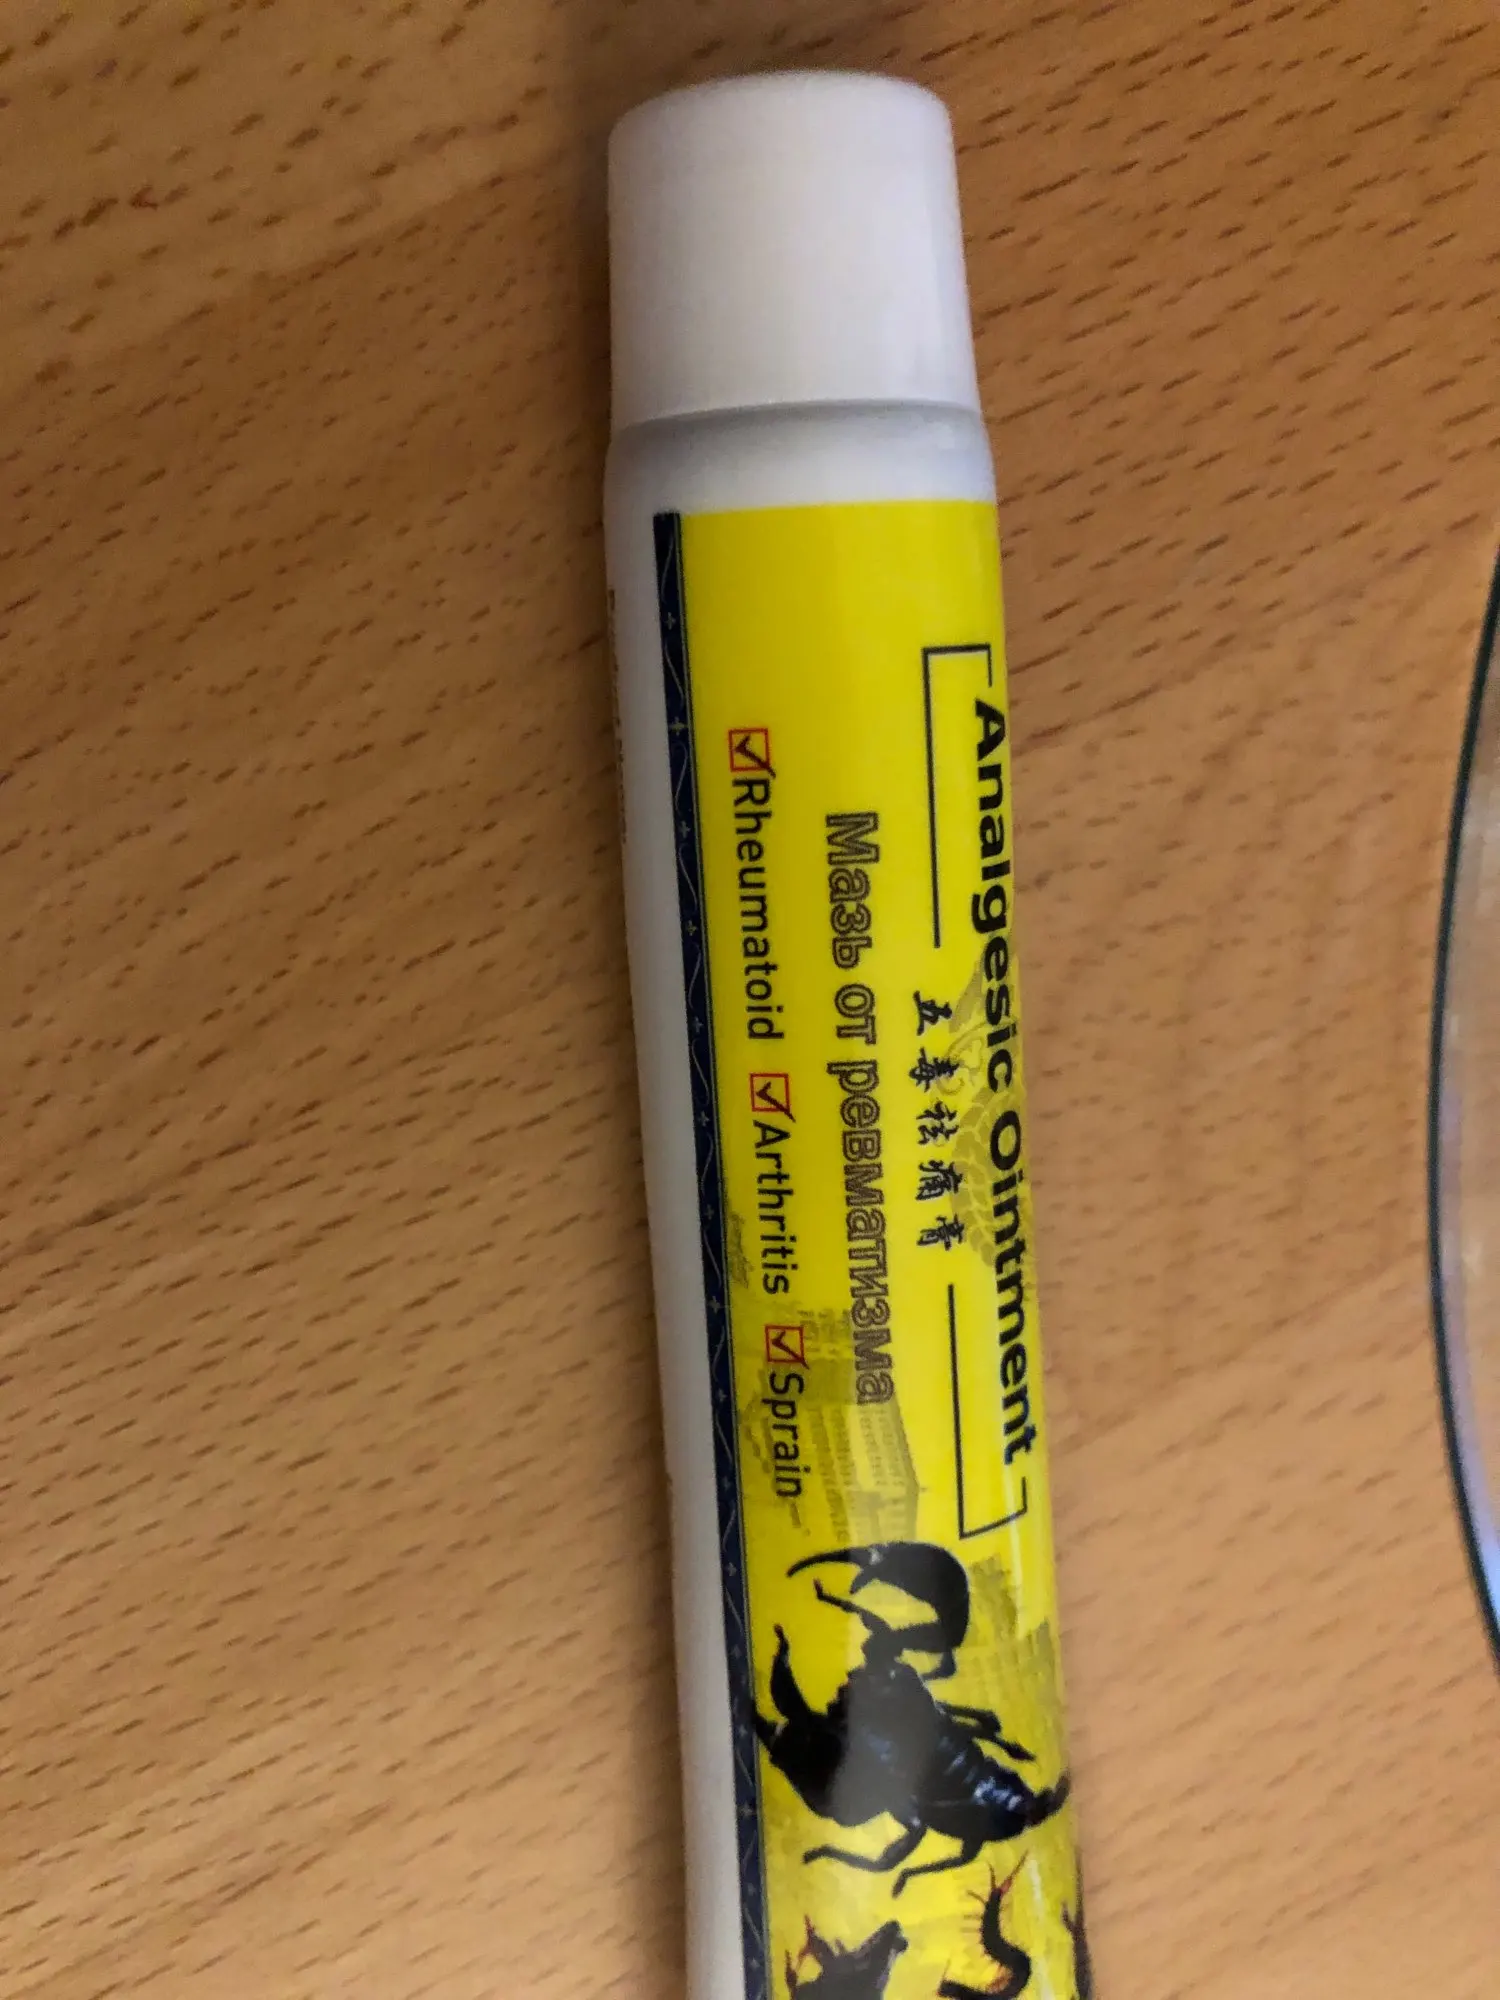 Analgesic Ointment
五毒祛痛膏
Мазь от ревматизма
Rheumatoid Arthritis Sprain